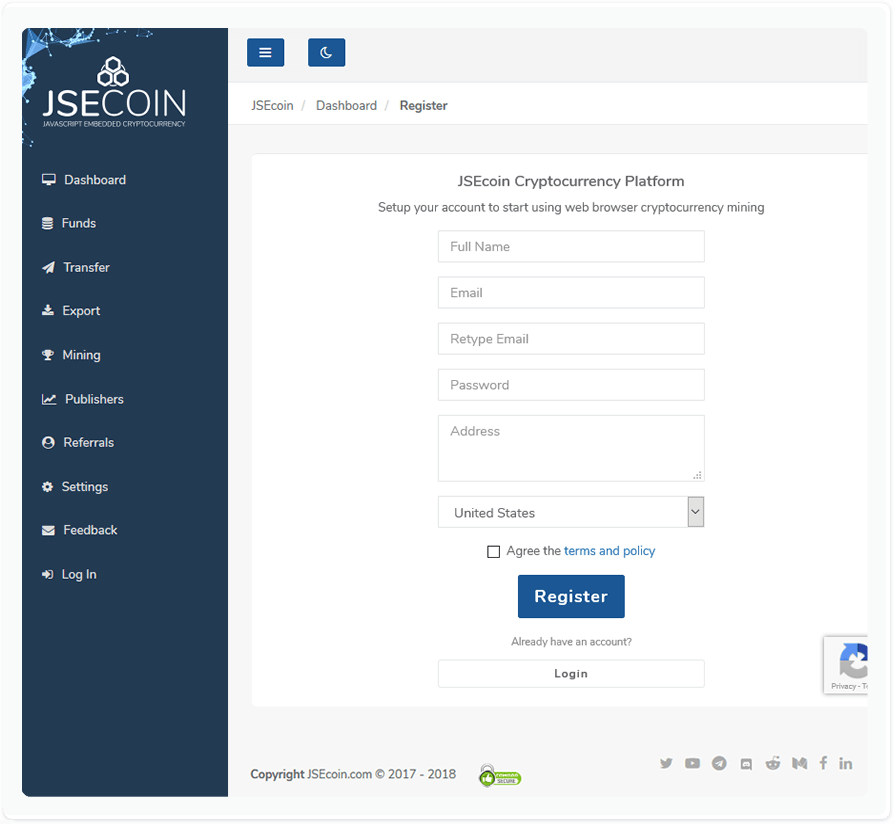 JSECOIN
JAVASCRIPT EMBEDDED CRYPTOCURRENCY
Dashboard
Funds
Transfer
Export
Mining
Publishers
Referrals
Settings
Feedback
Log In
JSEcoin / Dashboard / Register
JSEcoin Cryptocurrency Platform
Setup your account to start using web browser cryptocurrency mining
Full Name
Email
Retype Email
Password
Address
United States
Agree the terms and policy
Register
Already have an account?
Login
Privacy - T
Copyright JSEcoin.com © 2017 - 2018
SECURE